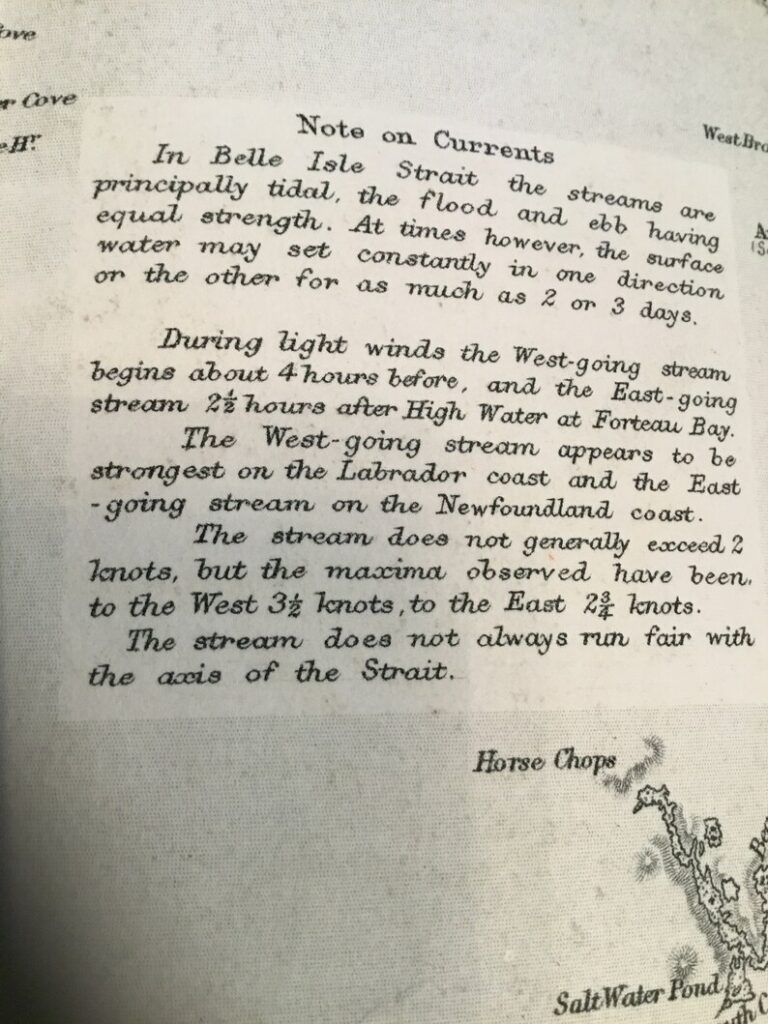 Cove
Note on Currents
In Belle Isle Strait the streams are
principally tidal, the flood and ebb having
equal strength. At times however, the surface
water may set constantly in one direction
or the other for as much as 2 or 3 days.
During light winds the West-going stream
begins about 4 hours before, and the East-going
stream 2½ hours after High Water at Forteau Bay.
The West-going stream appears to be
strongest on the Labrador coast and the East
-going stream on the Newfoundland coast.
The stream does not generally exceed 2
knots, but the maxima observed have been,
to the West 3½ knots, to the East 2¾ knots.
The stream does not always run fair with
the axis of the Strait.
Horse Chops
Salt Water Pond